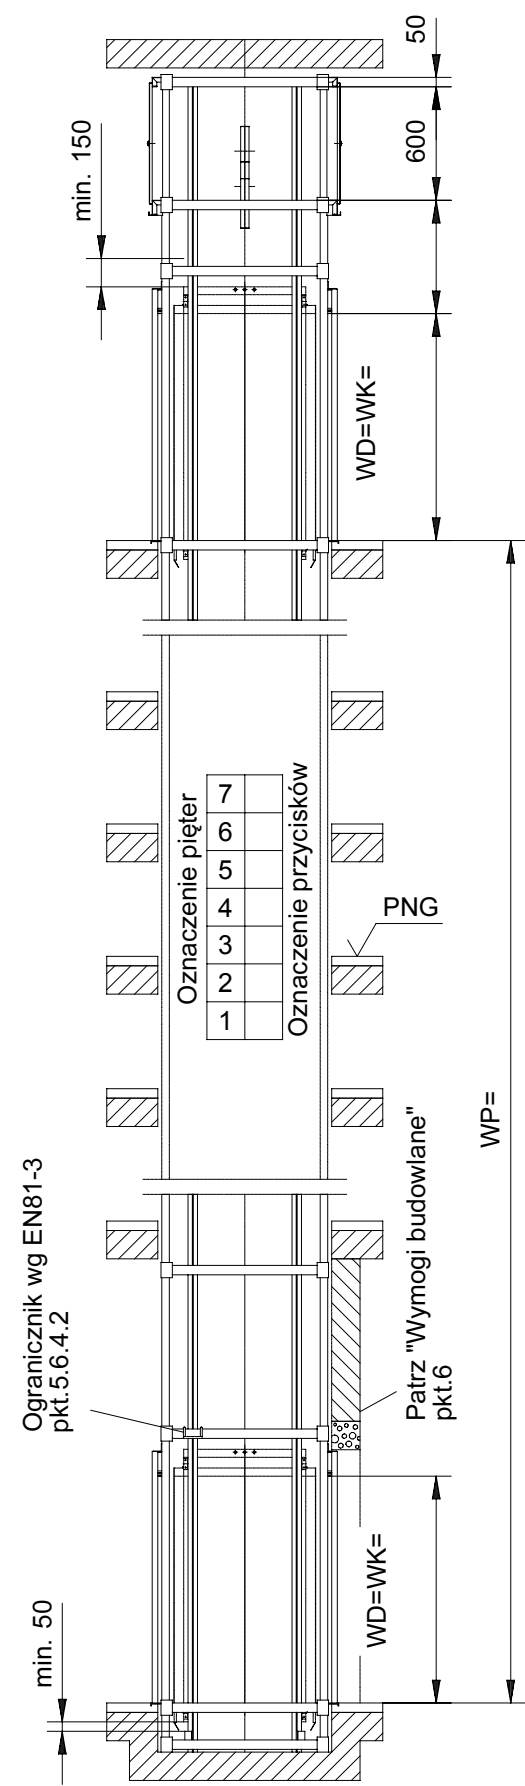 50
min. 150
600
WD=WK=
Oznaczenie pięter
7
6
5
4
3
2
1
Oznaczenie przycisków
PNG
WP=
Ogranicznik wg EN81-3
pkt.5.6.4.2
Patrz "Wymogi budowlane"
pkt.6
WD=WK=
min. 50